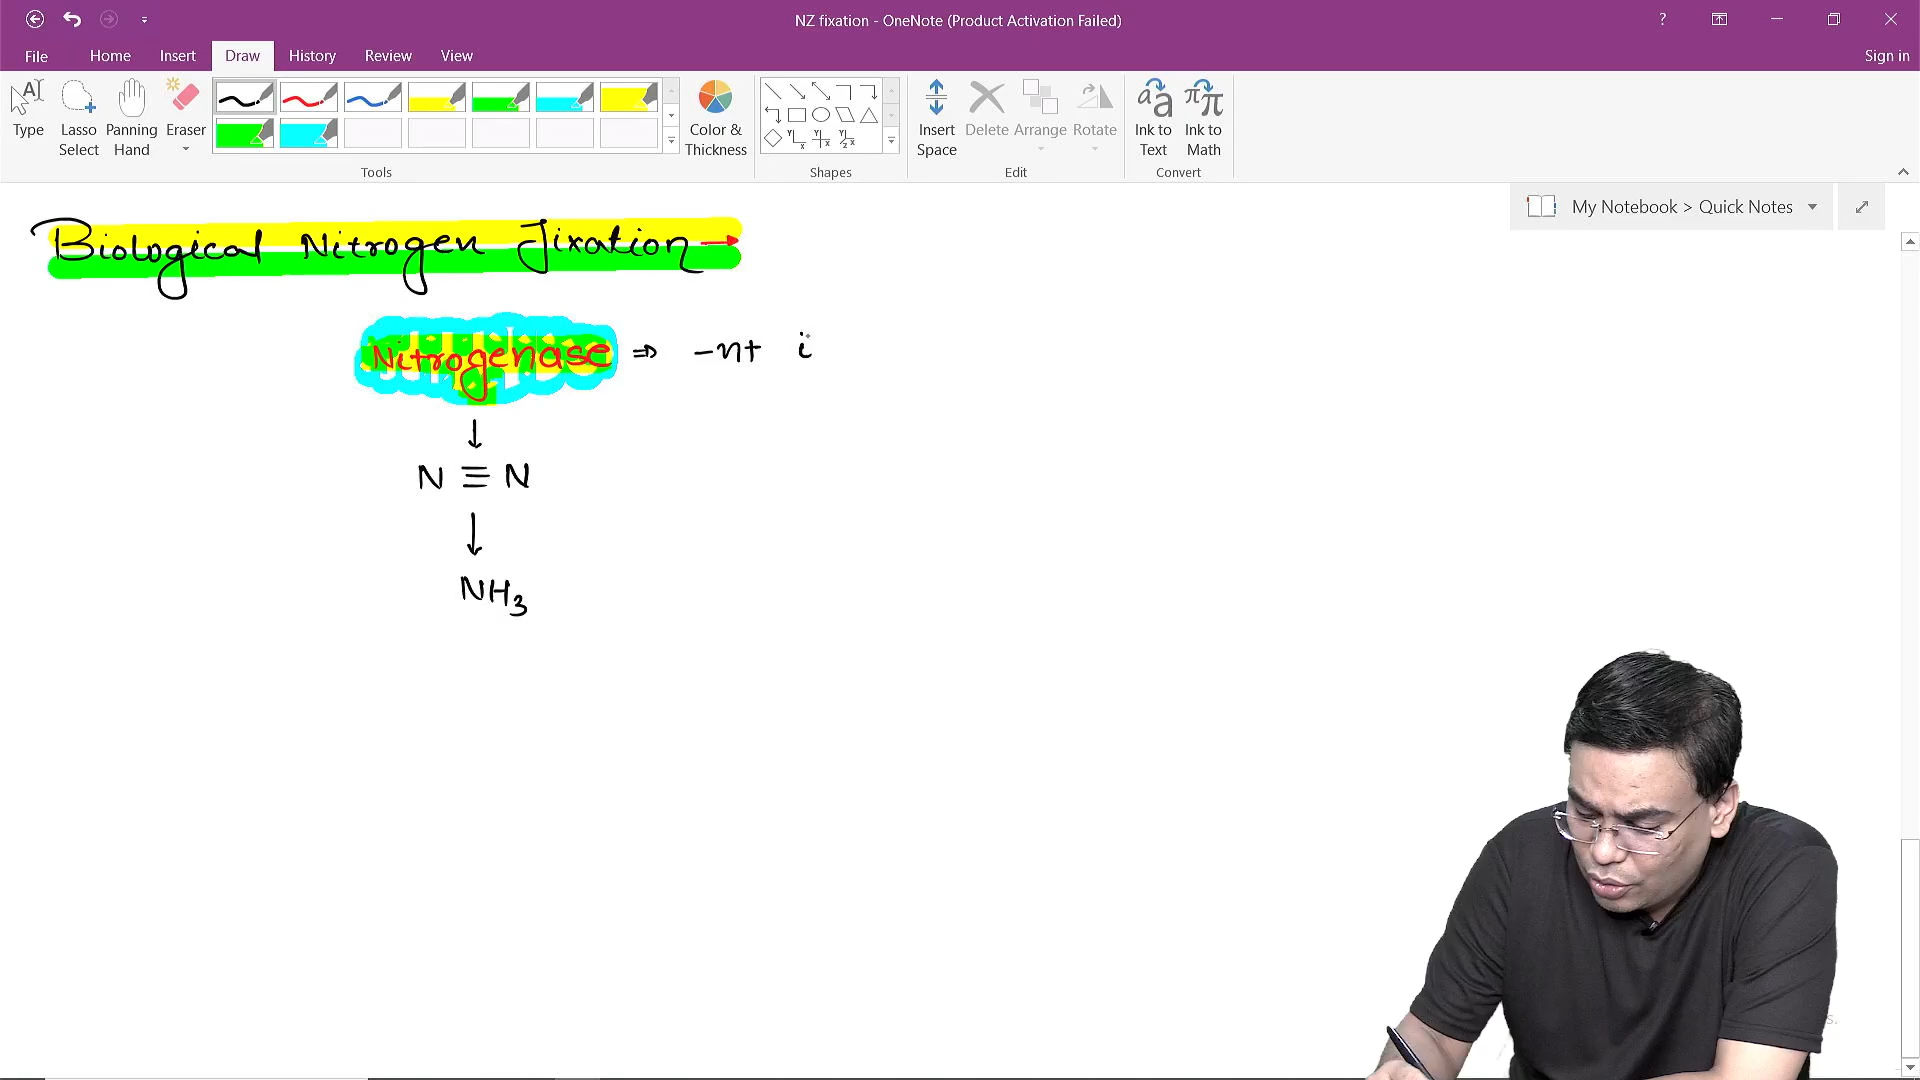 NZ fixation - OneNote (Product Activation Failed)
?
File Home Insert Draw History Review View
Sign in
Type
Lasso Select
Panning Hand
Eraser
Color & Thickness
Insert Space
Delete
Arrange
Rotate
Ink to Text
Ink to Math
Tools
Shapes
Edit
Convert
My Notebook > Quick Notes
Biological Nitrogen Fixation →
Nitrogenase ⇒ -nt i
↓
N ≡ N
↓
NH3